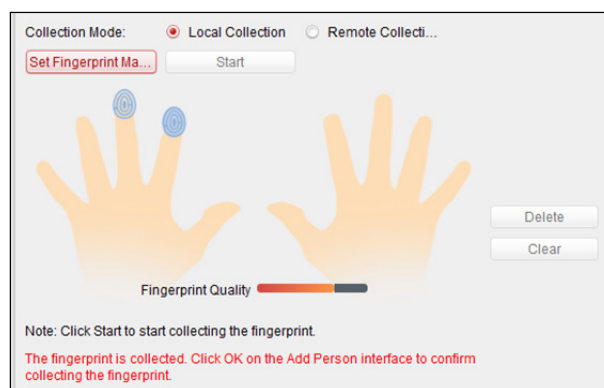 Collection Mode: Local Collection Remote Collecti...
Set Fingerprint Ma... Start
Delete
Clear
Fingerprint Quality
Note: Click Start to start collecting the fingerprint.
The fingerprint is collected. Click OK on the Add Person interface to confirm
collecting the fingerprint.